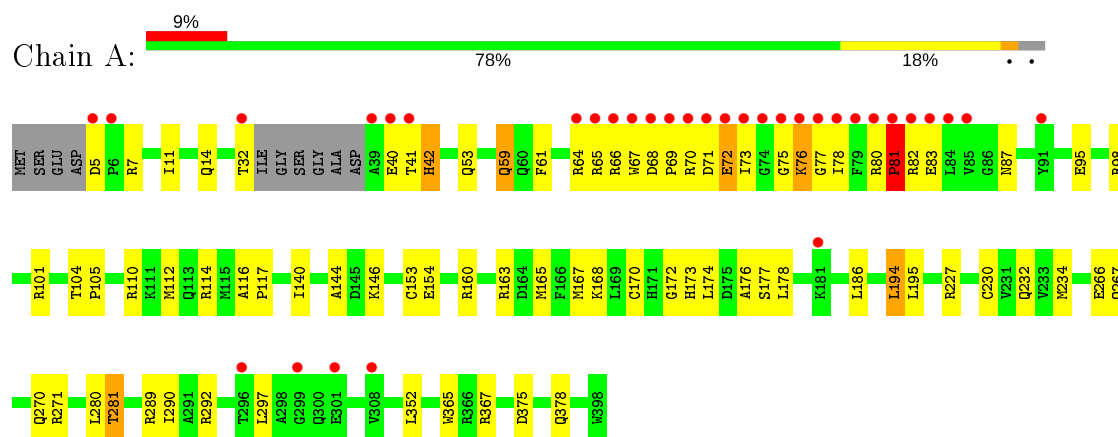 9%
Chain A:
78% 18% • •
MET SER GLU ASP D5 P6 R7 I11 Q14 T32 ILE GLY SER GLY ALA ASP A39 E40 T41 H42 Q53 Q59 Q60 F61 R64 R65 R66 W67 D68 P69 R70 D71 E72 I73 G74 G75 K76 G77 I78 F79 R80 P81 R82 E83 L84 V85 G86 N87 Y91 E95 R98
R101 T104 P105 R110 K111 M112 Q113 R114 M115 A116 P117 I140 A144 D145 K146 C153 E154 R160 R163 D164 M165 F166 M167 K168 L169 C170 H171 G172 H173 L174 D175 A176 S177 L178 K181 L186 L194 L195 R227 C230 V231 Q232 V233 M234 E266
Q270 R271 L280 T281 R289 I290 A291 R292 T296 L297 A298 G299 Q300 E301 V308 L352 W365 R366 R367 D375 Q378 W398